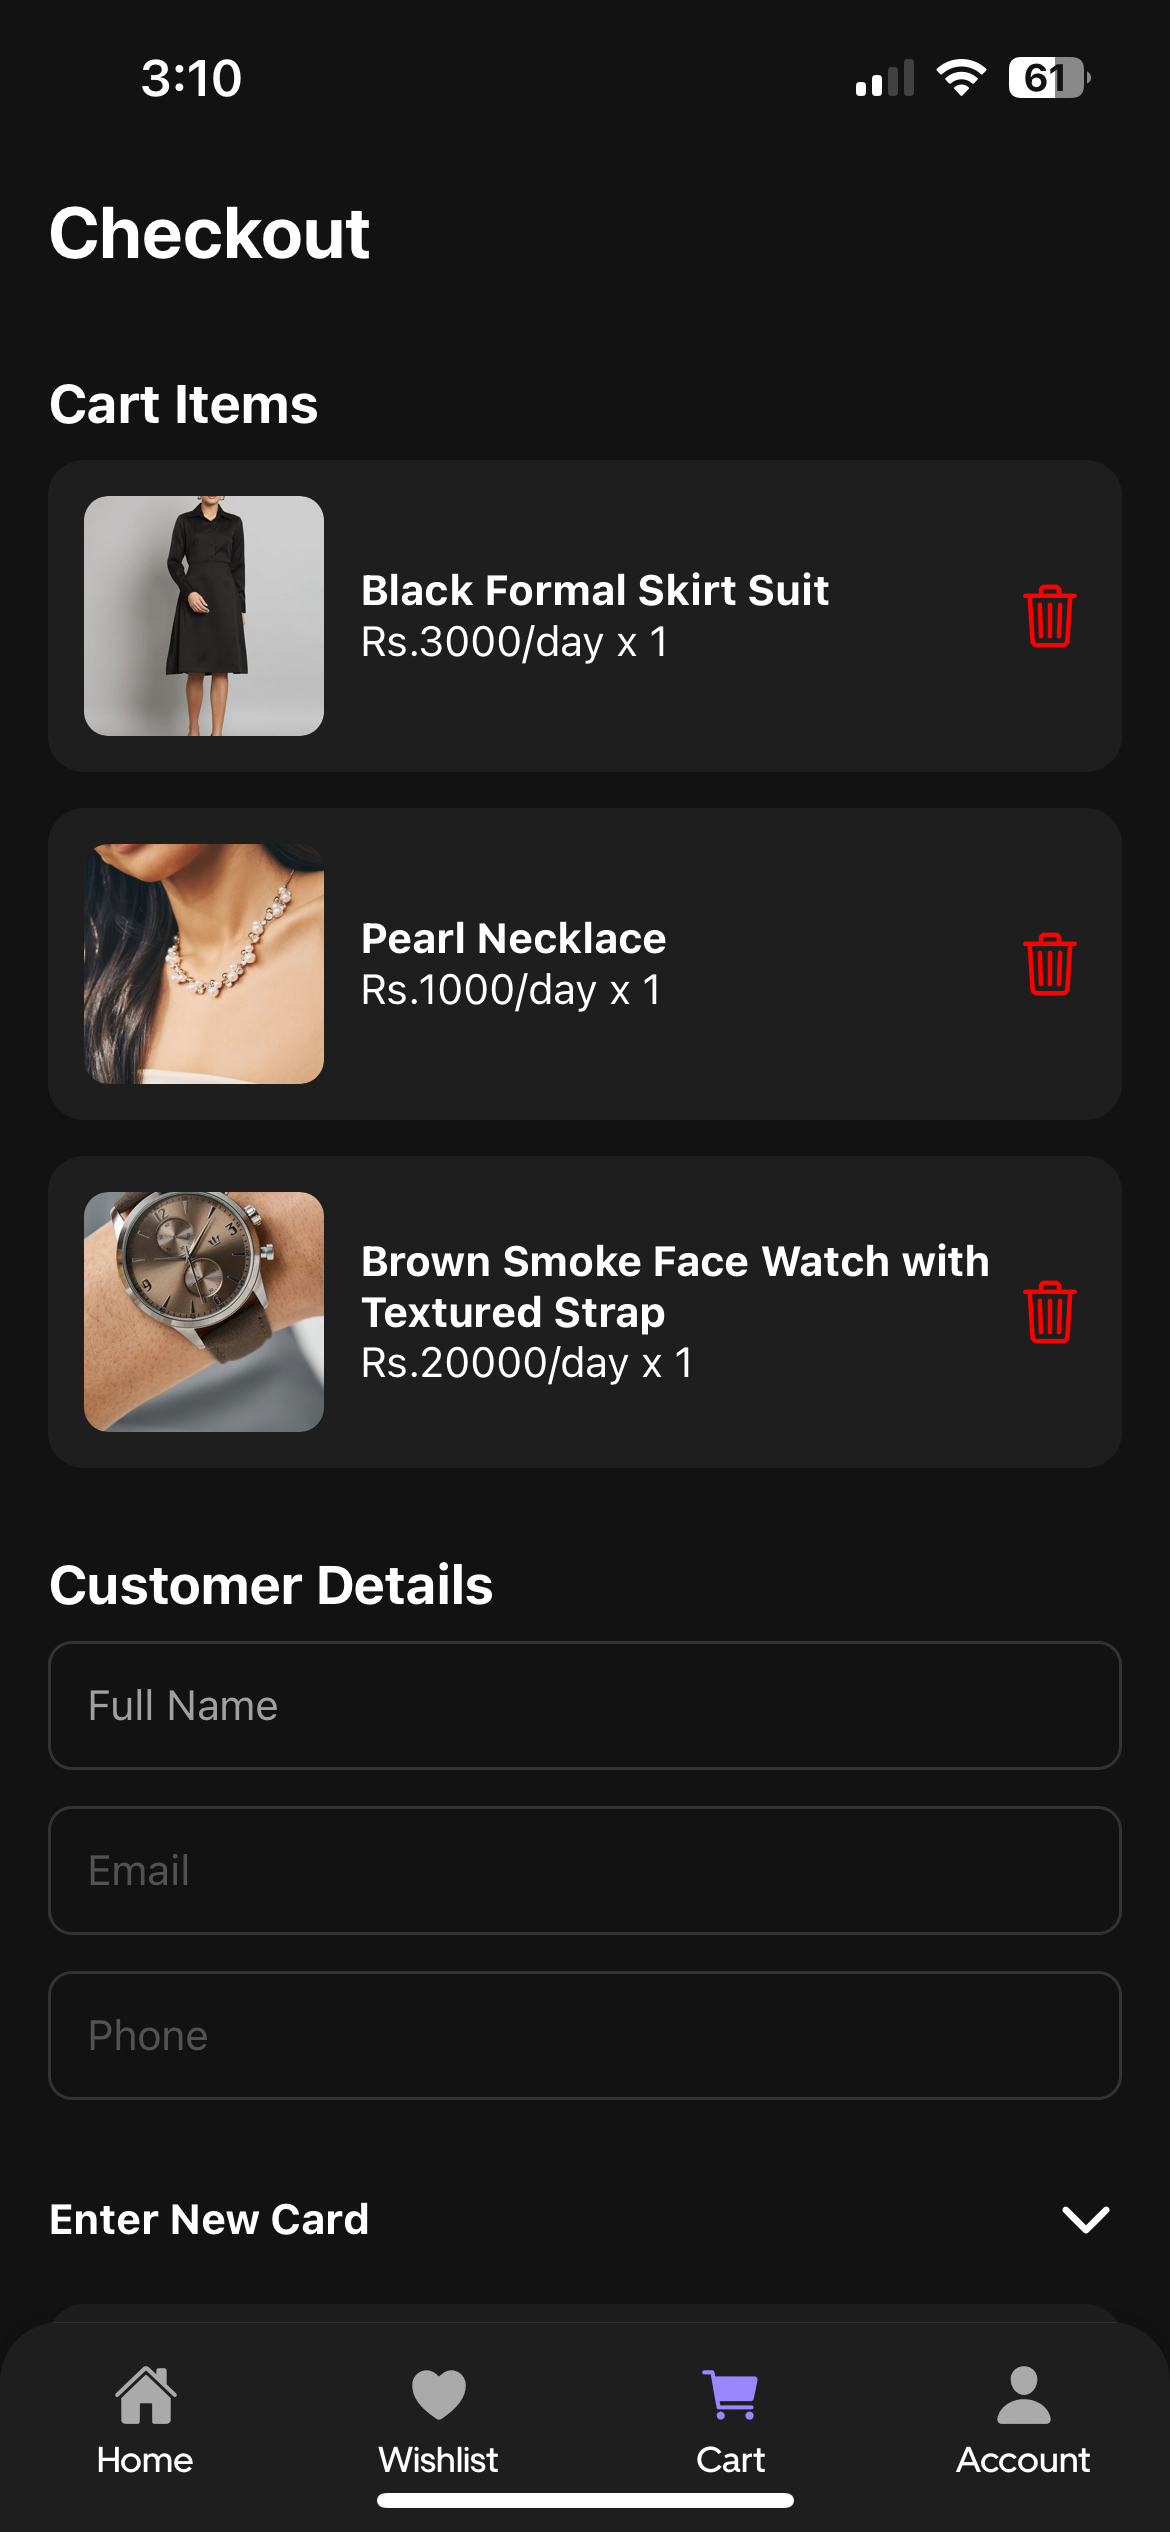 3:10
61
Checkout
Cart Items
Black Formal Skirt Suit
Rs.3000/day x 1
Pearl Necklace
Rs.1000/day x 1
Brown Smoke Face Watch with
Textured Strap
Rs.20000/day x 1
Customer Details
Full Name
Email
Phone
Enter New Card
Home
Wishlist
Cart
Account